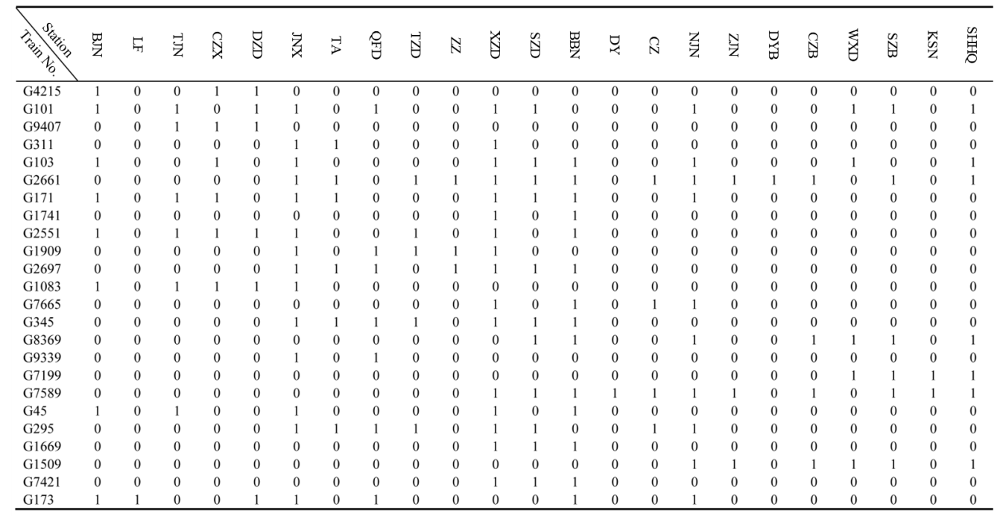 Station
Train No.
BJN LF TJN CZX DZD JNX TA QFD TZD ZZ XZD SZD BBN DY CZ NJN ZJN DYB CZB WXD SZB KSN SHHQ
G4215 1 0 0 1 1 0 0 0 0 0 0 0 0 0 0 0 0 0 0 0 0 0 0
G101 1 0 1 0 1 1 0 1 0 0 1 1 0 0 0 1 0 0 0 1 1 0 1
G9407 0 0 1 1 1 0 0 0 0 0 0 0 0 0 0 0 0 0 0 0 0 0 0
G311 0 0 0 0 0 1 1 0 0 0 1 0 0 0 0 0 0 0 0 0 0 0 0
G103 1 0 0 1 0 1 0 0 0 0 1 1 1 0 0 1 0 0 0 1 0 0 1
G2661 0 0 0 0 0 1 1 0 1 1 1 1 1 0 1 1 1 1 1 0 1 0 1
G171 1 0 1 1 0 1 1 0 0 0 1 1 1 0 0 1 0 0 0 0 0 0 0
G1741 0 0 0 0 0 0 0 0 0 0 1 0 1 0 0 0 0 0 0 0 0 0 0
G2551 1 0 1 1 1 1 0 0 1 0 1 0 1 0 0 0 0 0 0 0 0 0 0
G1909 0 0 0 0 0 1 0 1 1 1 1 0 0 0 0 0 0 0 0 0 0 0 0
G2697 0 0 0 0 0 1 1 1 0 1 1 1 1 0 0 0 0 0 0 0 0 0 0
G1083 1 0 1 1 1 1 0 0 0 0 0 0 0 0 0 0 0 0 0 0 0 0 0
G7665 0 0 0 0 0 0 0 0 0 0 1 0 1 0 1 1 0 0 0 0 0 0 0
G345 0 0 0 0 0 1 1 1 1 0 1 1 1 0 0 0 0 0 0 0 0 0 0
G8369 0 0 0 0 0 0 0 0 0 0 0 1 1 0 0 1 0 0 1 1 1 0 1
G9339 0 0 0 0 0 1 0 1 0 0 0 0 0 0 0 0 0 0 0 0 0 0 0
G7199 0 0 0 0 0 0 0 0 0 0 0 0 0 0 0 0 0 0 0 1 1 1 1
G7589 0 0 0 0 0 0 0 0 0 0 1 1 1 1 1 1 1 0 1 0 1 1 1
G45 1 0 1 0 0 1 0 0 0 0 1 0 1 0 0 0 0 0 0 0 0 0 0
G295 0 0 0 0 0 1 1 1 1 0 1 1 0 0 1 1 0 0 0 0 0 0 0
G1669 0 0 0 0 0 0 0 0 0 0 1 1 1 0 0 0 0 0 0 0 0 0 0
G1509 0 0 0 0 0 0 0 0 0 0 0 0 0 0 0 1 1 0 1 1 1 0 1
G7421 0 0 0 0 0 0 0 0 0 0 1 1 1 0 0 0 0 0 0 0 0 0 0
G173 1 1 0 0 1 1 0 1 0 0 0 0 1 0 0 1 0 0 0 0 0 0 0